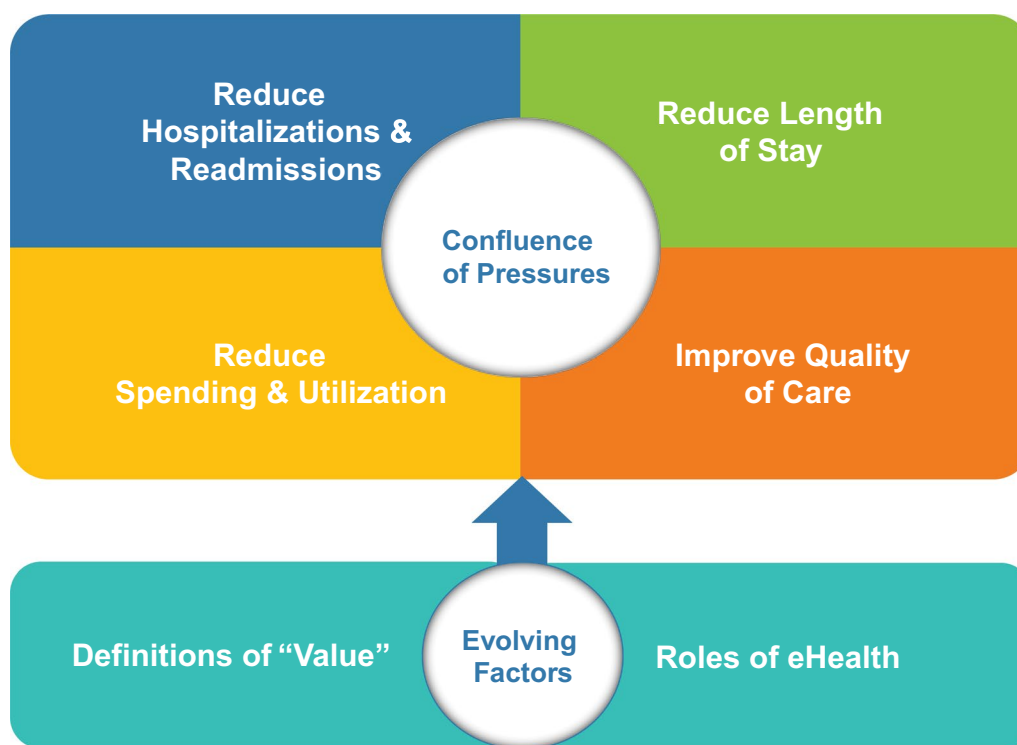 Reduce
Hospitalizations &
Readmissions
Reduce Length
of Stay
Confluence
of Pressures
Reduce
Spending & Utilization
Improve Quality
of Care
Definitions of “Value”
Evolving
Factors
Roles of eHealth